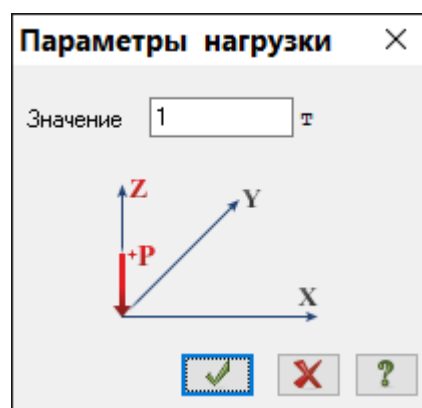 Параметры нагрузки
Значение 1 т
Z
Y
+P
X